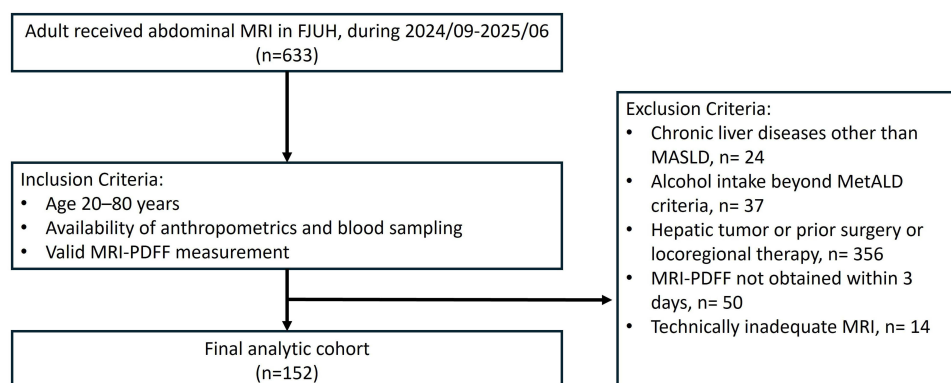 Adult received abdominal MRI in FJUH, during 2024/09-2025/06
(n=633)
Inclusion Criteria:
• Age 20–80 years
• Availability of anthropometrics and blood sampling
• Valid MRI-PDFF measurement
Exclusion Criteria:
• Chronic liver diseases other than
MASLD, n= 24
• Alcohol intake beyond MetALD
criteria, n= 37
• Hepatic tumor or prior surgery or
locoregional therapy, n= 356
• MRI-PDFF not obtained within 3
days, n= 50
• Technically inadequate MRI, n= 14
Final analytic cohort
(n=152)